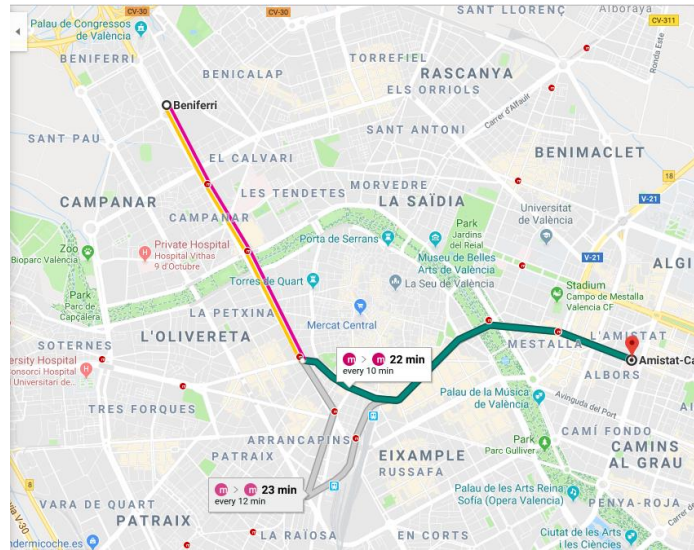 CV-30
CV-30
SANT LLORENÇ
Alboraya
CV-311
Palau de Congressos
de València
BENIFERRI
Ronda Este
TORREFIEL
BENICALAP
RASCANYA
ELS ORRIOLS
Beniferri
Carrer d'Alfauir
SANT PAU
SANT ANTONI
EL CALVARI
BENIMACLET
18
MORVEDRE
LES TENDETES
V-21
CAMPANAR
LA SAÏDIA
CAMPANAR
Universitat
de València
Park
Jardins
del Reial
Zoo
Bioparc València
Private Hospital
Hospital Vithas
9 d'Octubre
Porta de Serrans
Museu de Belles
Arts de València
V-21
ALGI
Torres de Quart
La Seu de València
Stadium
Campo de Mestalla
Valencia CF
Park
Parc de
Capçalera
LA PETXINA
Mercat Central
L'OLIVERETA
L'AMISTAT
SOTERNES
MESTALLA
m > m 22 min
every 10 min
Amistat-Ca
ersity Hospital
onsorci Hospital
Universitari de...
ALBORS
Palau de la Música
de València
Avinguda del Port
TRES FORQUES
CAMÍ FONDO
ARRANCAPINS
Park
Parc Gulliver
CAMINS
AL GRAU
PATRAIX
EIXAMPLE
RUSSAFA
m > m 23 min
every 12 min
8
Palau de les Arts Reina
Sofía (Opera Valencia)
PENYA-ROJA
VARA DE QUART
PATRAIX
LA RAÏOSA
EN CORTS
Ciutat de les Arts
i les Ciències
ndermicoche.es